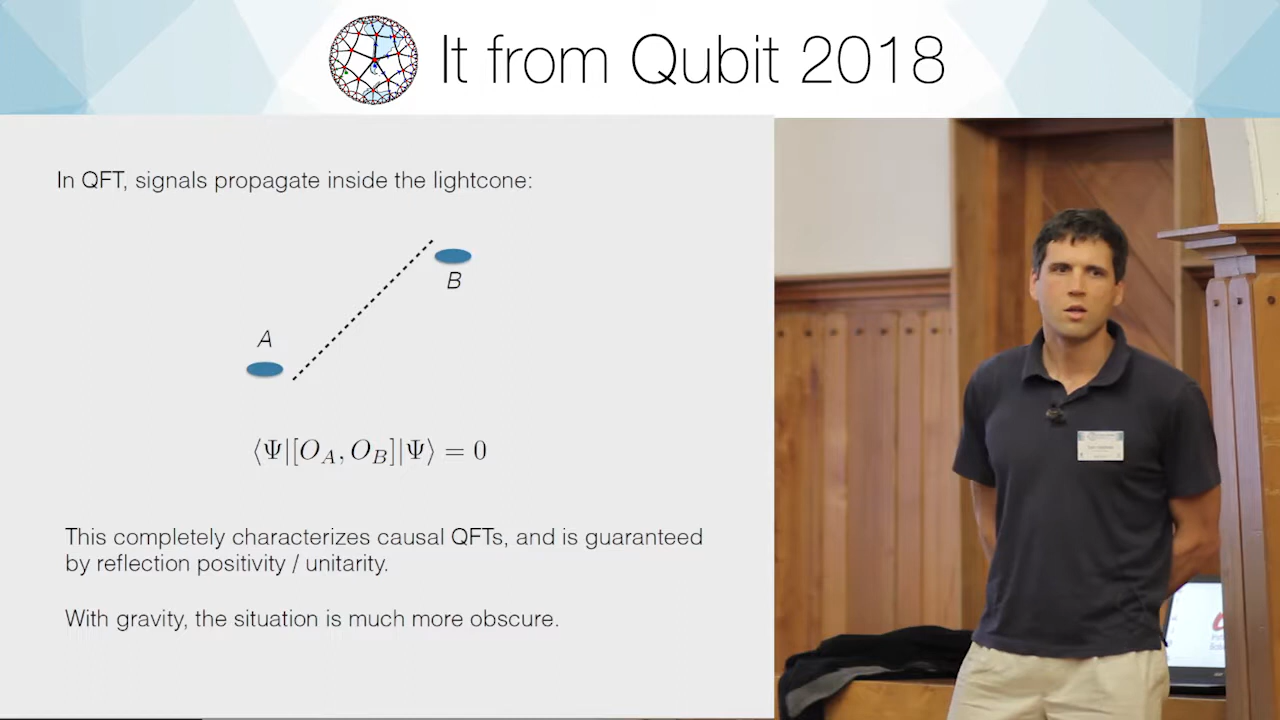 It from Qubit 2018
In QFT, signals propagate inside the lightcone:
B
A
⟨Ψ|[O_A, O_B]|Ψ⟩ = 0
This completely characterizes causal QFTs, and is guaranteed
by reflection positivity / unitarity.
With gravity, the situation is much more obscure.